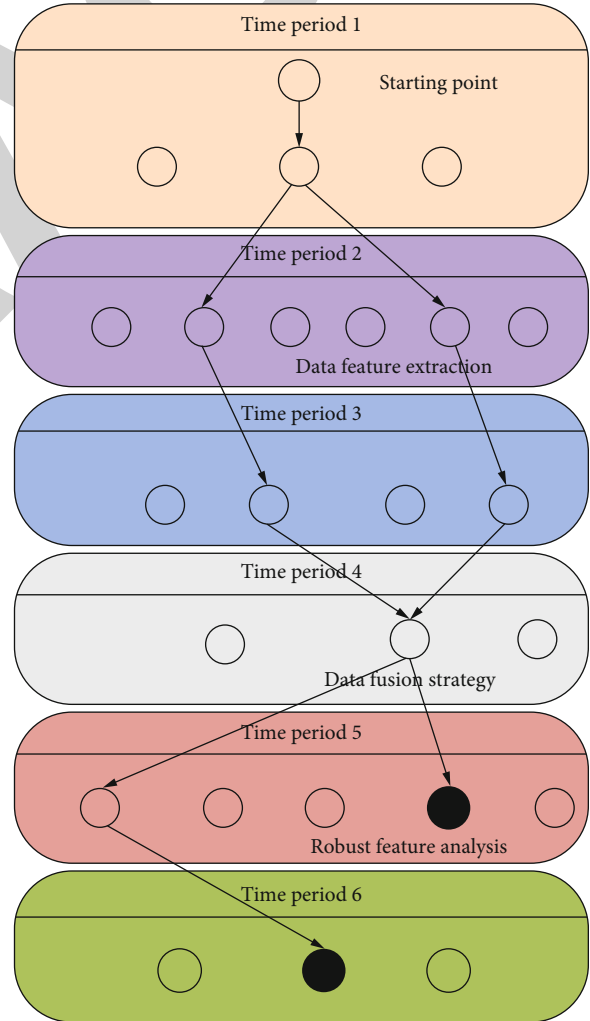 Time period 1
Starting point
Time period 2
Data feature extraction
Time period 3
Time period 4
Data fusion strategy
Time period 5
Robust feature analysis
Time period 6